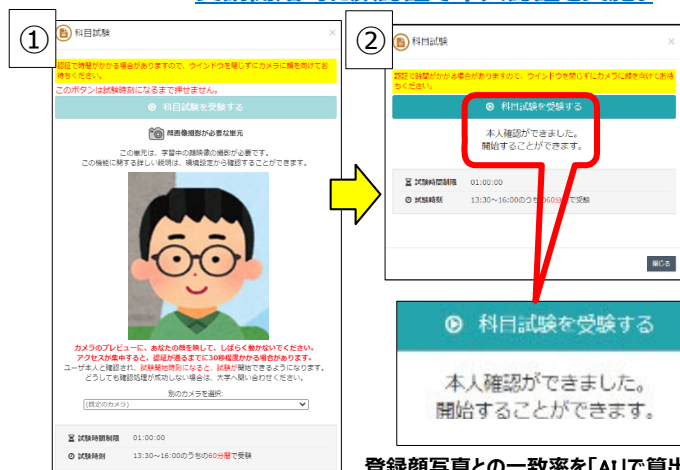 ①
科目試験
×
認証で時間がかかる場合がありますので、ウインドウを閉じずにカメラに顔を向けてお
待ちください。
このボタンは試験時刻になるまで押せません。
科目試験を受験する
顔画像撮影が必要な単元
この単元は、学習中の顔映像の撮影が必要です。
この機能に関する詳しい説明は、環境設定から確認することができます。
カメラのプレビューに、あなたの顔を映して、しばらく動かないでください。
アクセスが集中すると、認証が通るまでに30秒程度かかる場合があります。
ユーザ本人と確認され、試験開始時刻になると、試験が開始できるようになります。
どうしても確認処理が成功しない場合は、大学へ問い合わせください。
別のカメラを選択:
(既定のカメラ)
試験時間制限 01:00:00
試験時刻 13:30～16:00のうちの60分間で受験
②
科目試験
×
認証で時間がかかる場合がありますので、ウインドウを閉じずにカメラに顔を向けてお待
ちください。
科目試験を受験する
本人確認ができました。
開始することができます。
試験時間制限 01:00:00
試験時刻 13:30～16:00のうちの60分間で受験
閉じる
科目試験を受験する
本人確認ができました。
開始することができます。
登録顔写真との一致率を「AI」で算出